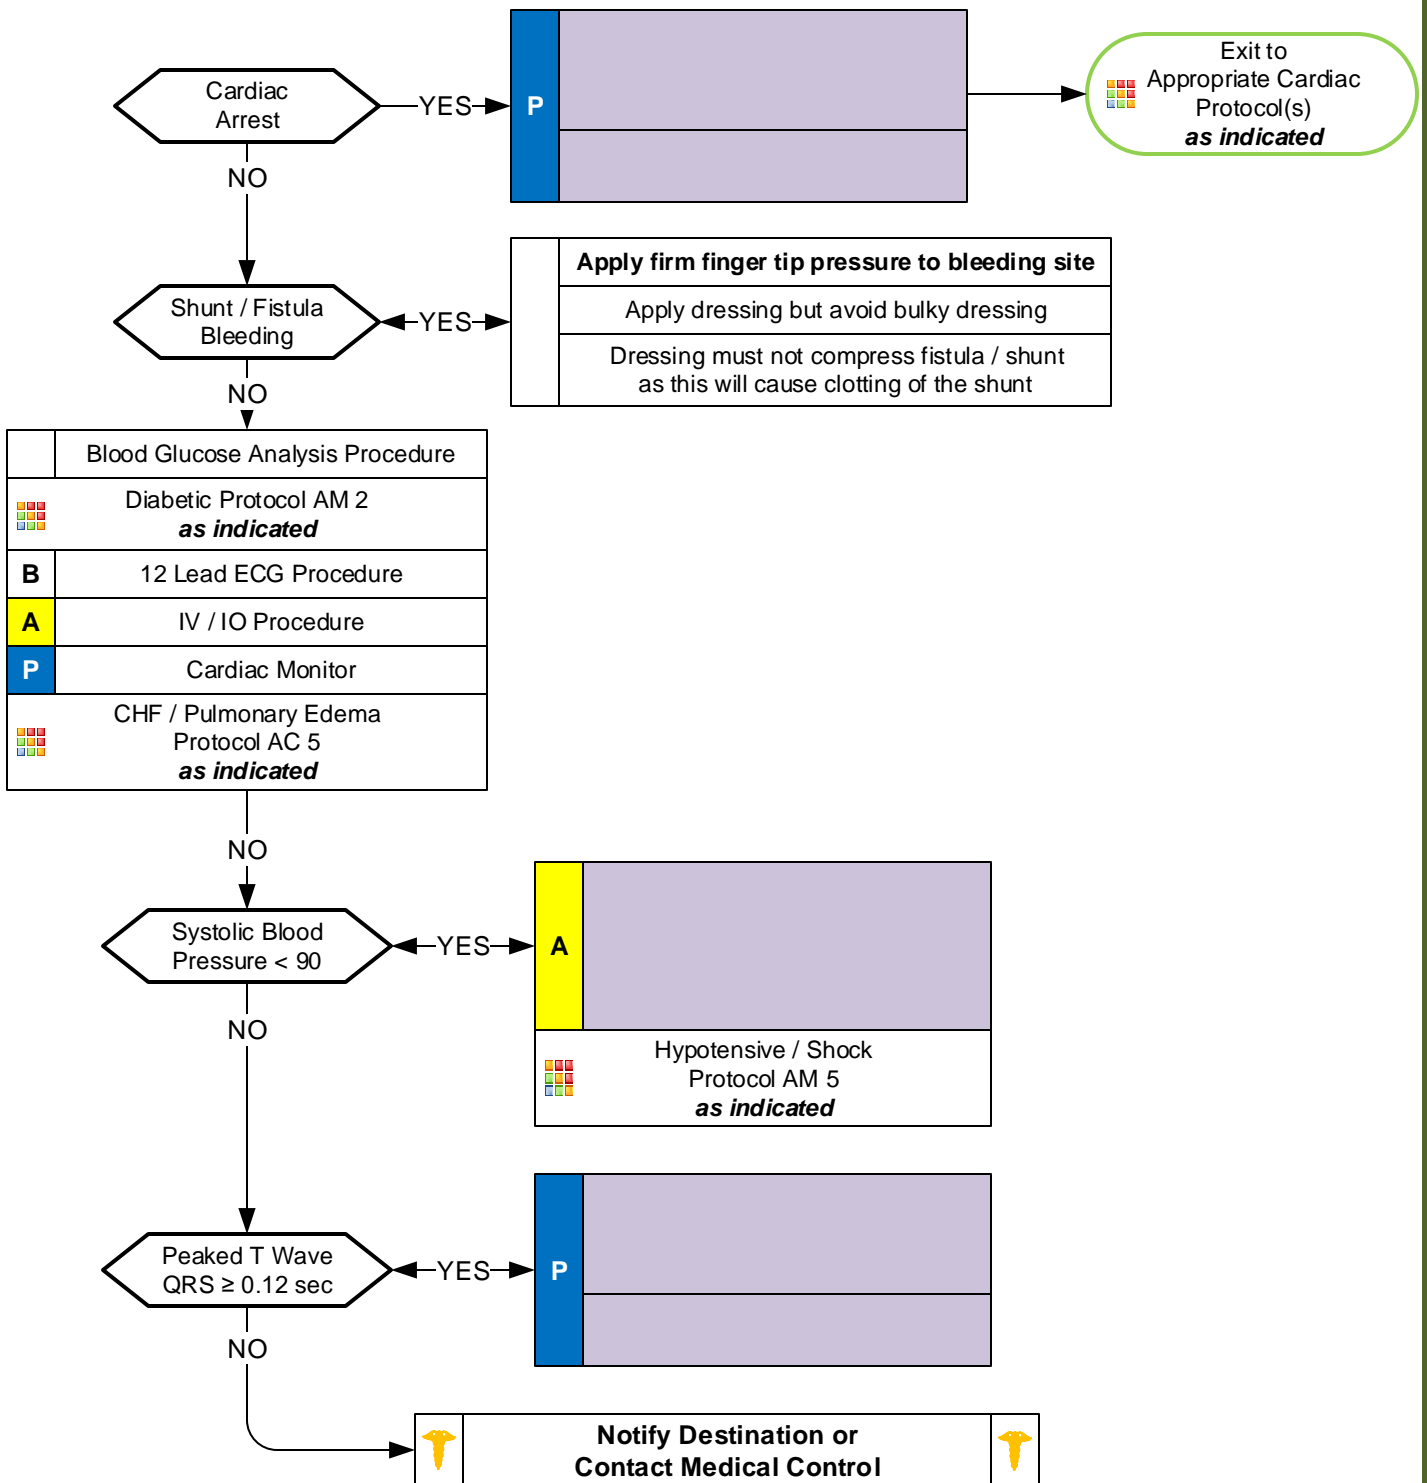 Cardiac
Arrest
YES
P
Exit to
Appropriate Cardiac
Protocol(s)
as indicated
NO
Shunt / Fistula
Bleeding
YES
Apply firm finger tip pressure to bleeding site
Apply dressing but avoid bulky dressing
Dressing must not compress fistula / shunt
as this will cause clotting of the shunt
NO
Blood Glucose Analysis Procedure
Diabetic Protocol AM 2
as indicated
B
12 Lead ECG Procedure
A
IV / IO Procedure
P
Cardiac Monitor
CHF / Pulmonary Edema
Protocol AC 5
as indicated
NO
Systolic Blood
Pressure < 90
YES
A
Hypotensive / Shock
Protocol AM 5
as indicated
NO
Peaked T Wave
QRS ≥ 0.12 sec
YES
P
NO
Notify Destination or
Contact Medical Control